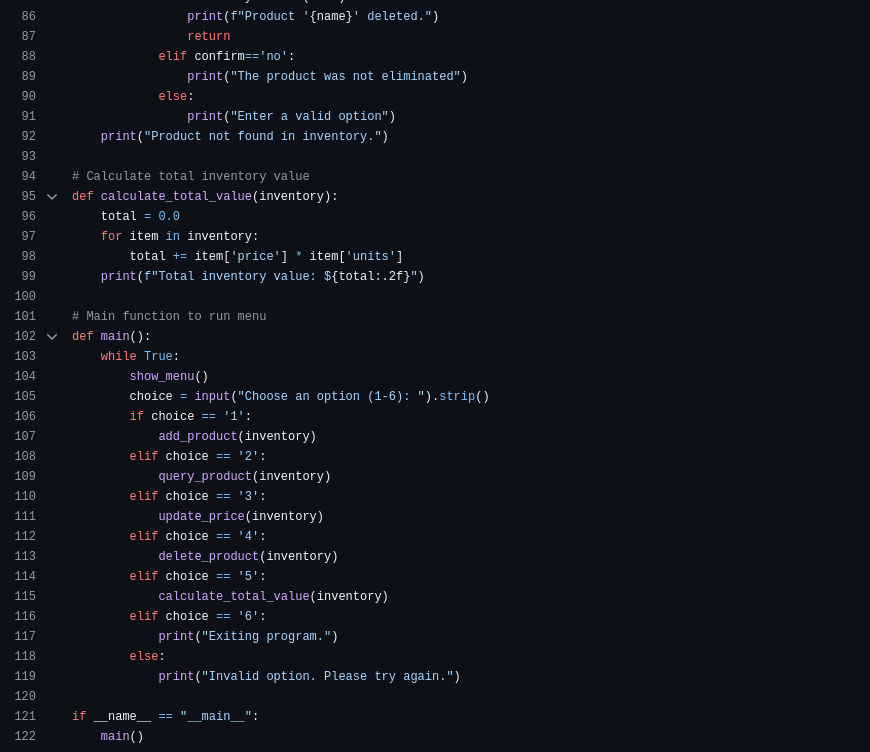 86                     print(f"Product '{name}' deleted.")
87                     return
88                 elif confirm=='no':
89                     print("The product was not eliminated")
90                 else:
91                     print("Enter a valid option")
92     print("Product not found in inventory.")
93
94 # Calculate total inventory value
95 def calculate_total_value(inventory):
96     total = 0.0
97     for item in inventory:
98         total += item['price'] * item['units']
99     print(f"Total inventory value: ${total:.2f}")
100
101 # Main function to run menu
102 def main():
103     while True:
104         show_menu()
105         choice = input("Choose an option (1-6): ").strip()
106         if choice == '1':
107             add_product(inventory)
108         elif choice == '2':
109             query_product(inventory)
110         elif choice == '3':
111             update_price(inventory)
112         elif choice == '4':
113             delete_product(inventory)
114         elif choice == '5':
115             calculate_total_value(inventory)
116         elif choice == '6':
117             print("Exiting program.")
118         else:
119             print("Invalid option. Please try again.")
120
121 if __name__ == "__main__":
122     main()